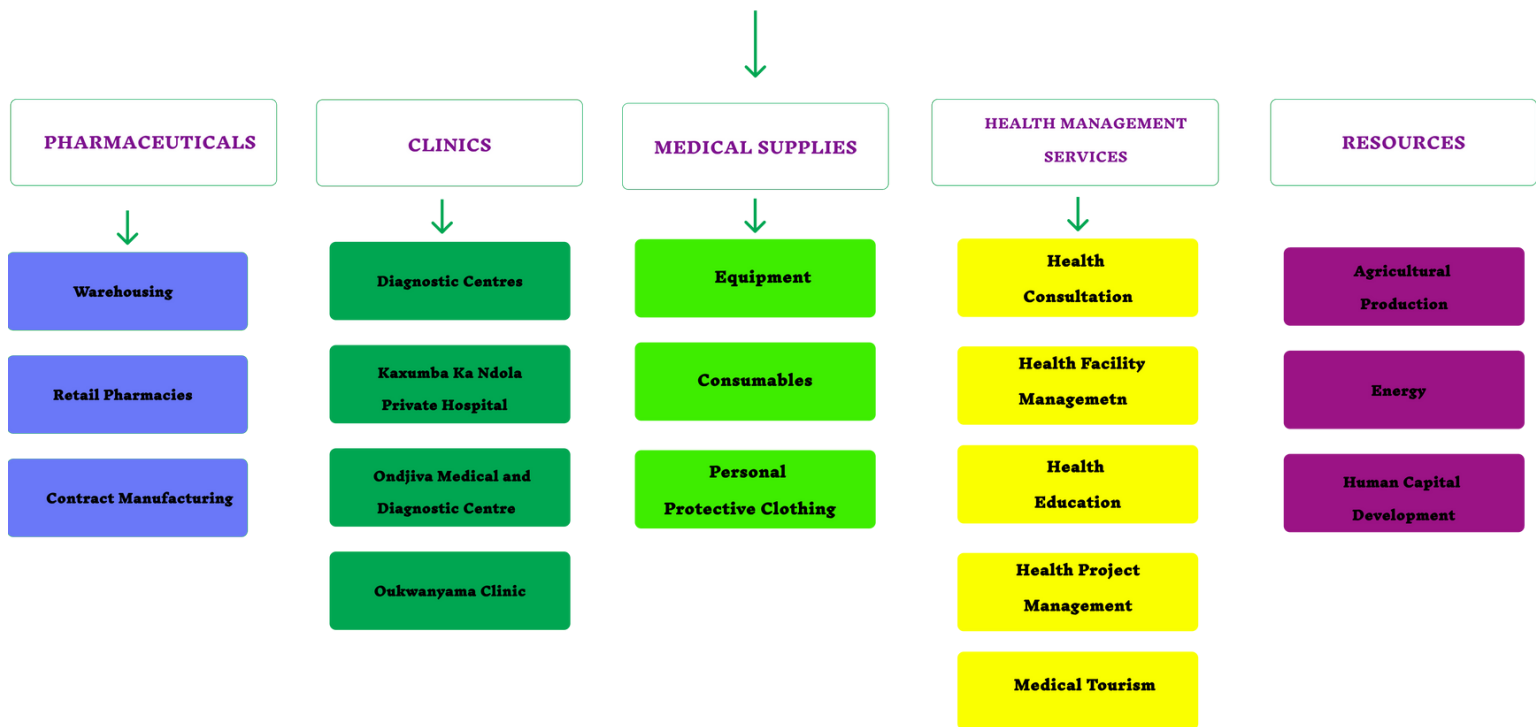 PHARMACEUTICALS
CLINICS
MEDICAL SUPPLIES
HEALTH MANAGEMENT
SERVICES
RESOURCES
Warehousing
Retail Pharmacies
Contract Manufacturing
Diagnostic Centres
Kaxumba Ka Ndola
Private Hospital
Ondjiva Medical and
Diagnostic Centre
Oukwanyama Clinic
Equipment
Consumables
Personal
Protective Clothing
Health
Consultation
Health Facility
Managemetn
Health
Education
Health Project
Management
Medical Tourism
Agricultural
Production
Energy
Human Capital
Development